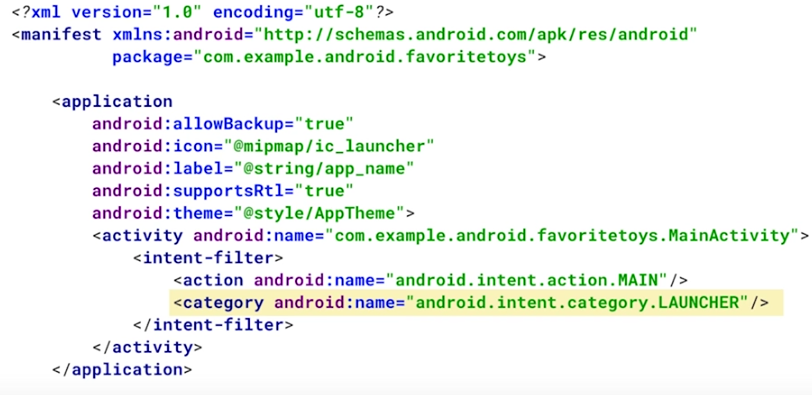 <?xml version="1.0" encoding="utf-8"?>
<manifest xmlns:android="http://schemas.android.com/apk/res/android"
package="com.example.android.favoritetoys">
<application
android:allowBackup="true"
android:icon="@mipmap/ic_launcher"
android:label="@string/app_name"
android:supportsRtl="true"
android:theme="@style/AppTheme">
<activity android:name="com.example.android.favoritetoys.MainActivity">
<intent-filter>
<action android:name="android.intent.action.MAIN"/>
<category android:name="android.intent.category.LAUNCHER"/>
</intent-filter>
</activity>
</application>